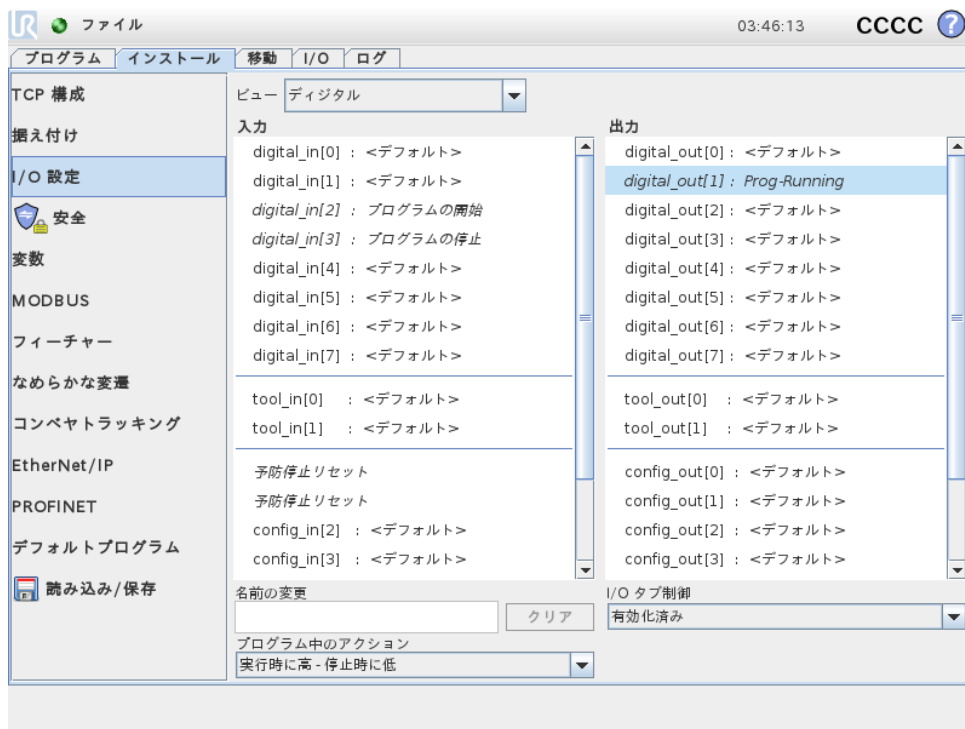 UR ファイル 03:46:13 CCCC ?
プログラム インストール 移動 I/O ログ
TCP 構成
据え付け
I/O 設定
安全
変数
MODBUS
フィーチャー
なめらかな変遷
コンベヤトラッキング
EtherNet/IP
PROFINET
デフォルトプログラム
読み込み/保存
ビュー ディジタル
入力
digital_in[0] : <デフォルト>
digital_in[1] : <デフォルト>
digital_in[2] : プログラムの開始
digital_in[3] : プログラムの停止
digital_in[4] : <デフォルト>
digital_in[5] : <デフォルト>
digital_in[6] : <デフォルト>
digital_in[7] : <デフォルト>
tool_in[0] : <デフォルト>
tool_in[1] : <デフォルト>
予防停止リセット
予防停止リセット
config_in[2] : <デフォルト>
config_in[3] : <デフォルト>
名前の変更
クリア
プログラム中のアクション
実行時に高 - 停止時に低
出力
digital_out[0] : <デフォルト>
digital_out[1] : Prog-Running
digital_out[2] : <デフォルト>
digital_out[3] : <デフォルト>
digital_out[4] : <デフォルト>
digital_out[5] : <デフォルト>
digital_out[6] : <デフォルト>
digital_out[7] : <デフォルト>
tool_out[0] : <デフォルト>
tool_out[1] : <デフォルト>
config_out[0] : <デフォルト>
config_out[1] : <デフォルト>
config_out[2] : <デフォルト>
config_out[3] : <デフォルト>
I/O タブ制御
有効化済み